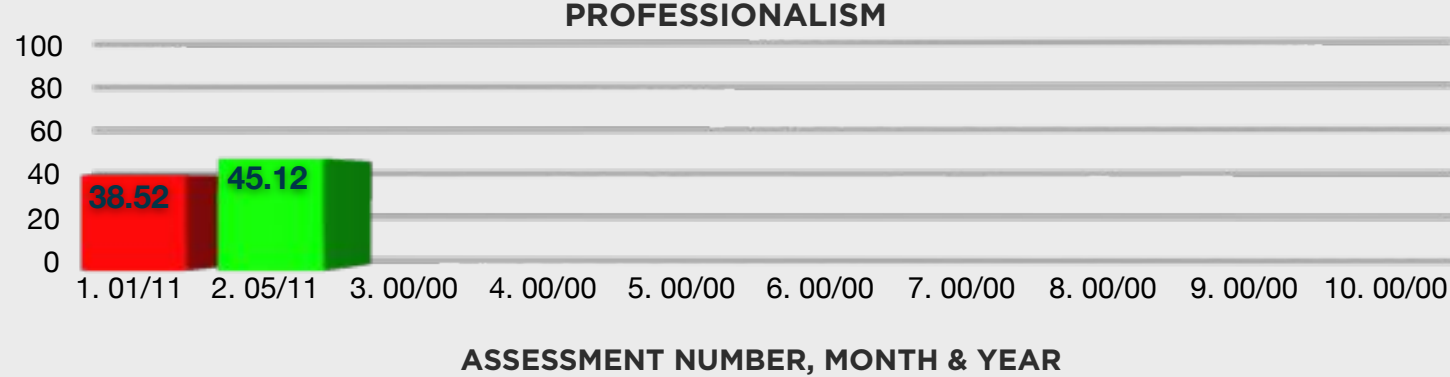 PROFESSIONALISM
100
80
60
40
20
0
38.52
45.12
1. 01/11 2. 05/11 3. 00/00 4. 00/00 5. 00/00 6. 00/00 7. 00/00 8. 00/00 9. 00/00 10. 00/00
ASSESSMENT NUMBER, MONTH & YEAR